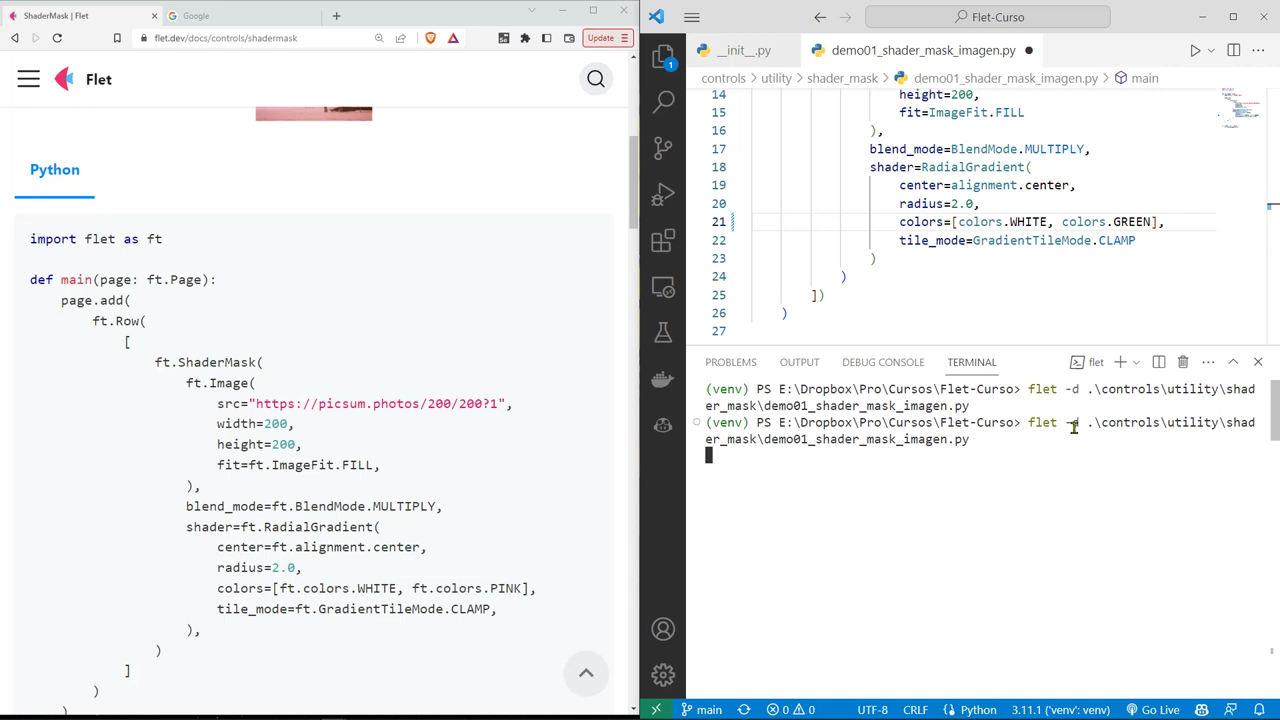 ShaderMask | Flet
Google
flet.dev/docs/controls/shadermask
Update
Flet
Python
import flet as ft
def main(page: ft.Page):
page.add(
ft.Row(
[
ft.ShaderMask(
ft.Image(
src="https://picsum.photos/200/200?1",
width=200,
height=200,
fit=ft.ImageFit.FILL,
),
blend_mode=ft.BlendMode.MULTIPLY,
shader=ft.RadialGradient(
center=ft.alignment.center,
radius=2.0,
colors=[ft.colors.WHITE, ft.colors.PINK],
tile_mode=ft.GradientTileMode.CLAMP,
),
)
]
)
Flet-Curso
1
__init__.py
demo01_shader_mask_imagen.py
controls > utility > shader_mask > demo01_shader_mask_imagen.py > main
14 height=200,
15 fit=ImageFit.FILL
16 ),
17 blend_mode=BlendMode.MULTIPLY,
18 shader=RadialGradient(
19 center=alignment.center,
20 radius=2.0,
21 colors=[colors.WHITE, colors.GREEN],
22 tile_mode=GradientTileMode.CLAMP
23 )
24 )
25 ])
26 )
27
PROBLEMS OUTPUT DEBUG CONSOLE TERMINAL flet
(venv) PS E:\Dropbox\Pro\Cursos\Flet-Curso> flet -d .\controls\utility\shad
er_mask\demo01_shader_mask_imagen.py
(venv) PS E:\Dropbox\Pro\Cursos\Flet-Curso> flet -d .\controls\utility\shad
er_mask\demo01_shader_mask_imagen.py
main 0 0 UTF-8 CRLF Python 3.11.1 ('venv': venv) Go Live